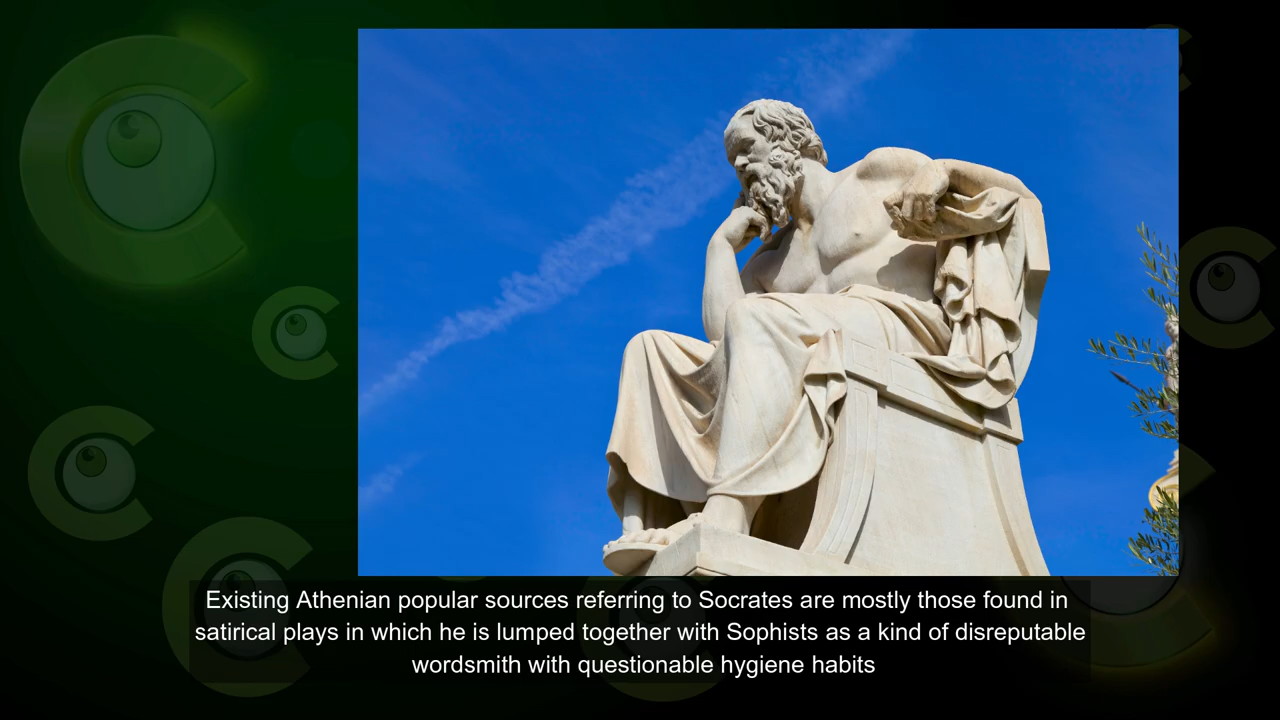 Existing Athenian popular sources referring to Socrates are mostly those found in
satirical plays in which he is lumped together with Sophists as a kind of disreputable
wordsmith with questionable hygiene habits